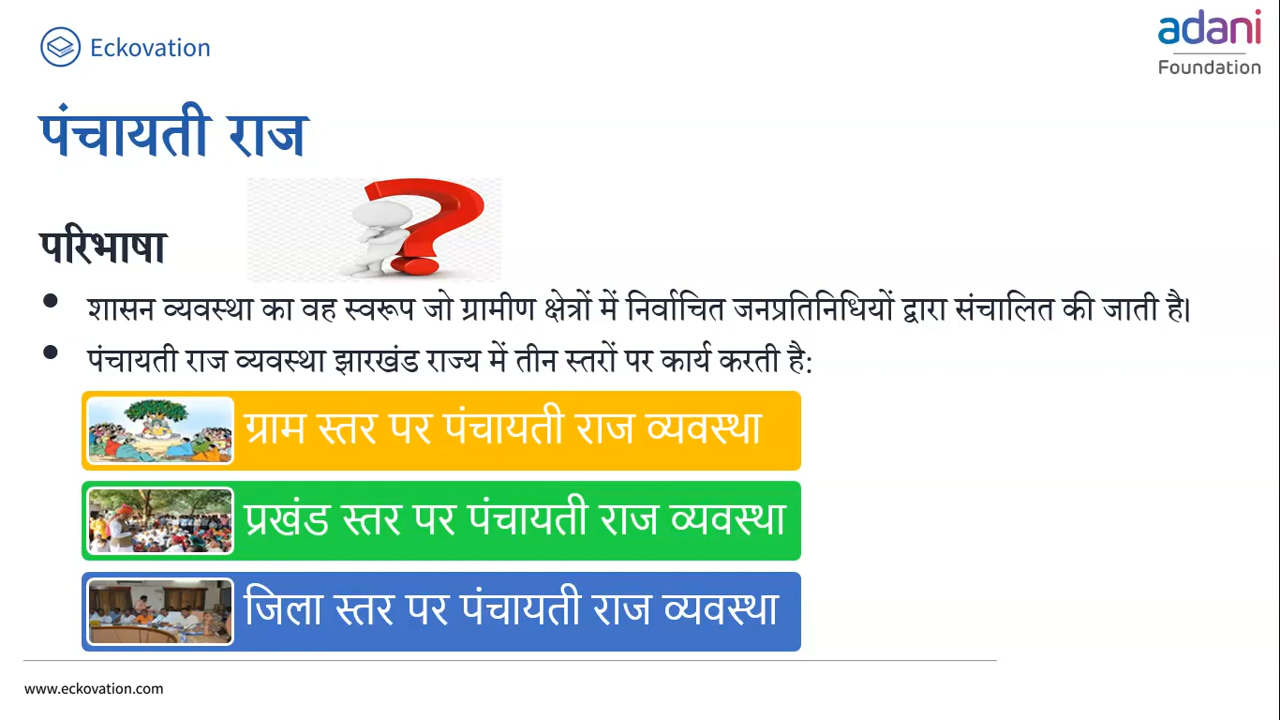 Eckovation
adani
Foundation
पंचायती राज
परिभाषा
• शासन व्यवस्था का वह स्वरूप जो ग्रामीण क्षेत्रों में निर्वाचित जनप्रतिनिधियों द्वारा संचालित की जाती है।
• पंचायती राज व्यवस्था झारखंड राज्य में तीन स्तरों पर कार्य करती है:
ग्राम स्तर पर पंचायती राज व्यवस्था
प्रखंड स्तर पर पंचायती राज व्यवस्था
जिला स्तर पर पंचायती राज व्यवस्था
www.eckovation.com